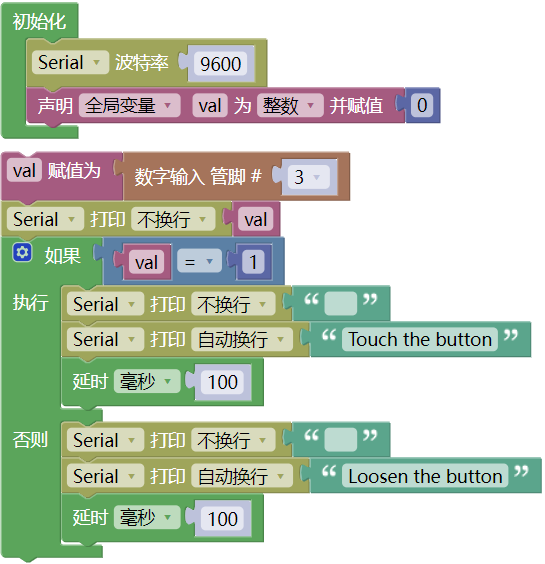 初始化
Serial 波特率 9600
声明 全局变量 val 为 整数 并赋值 0
val 赋值为 数字输入 管脚 # 3
Serial 打印 不换行 val
如果 val = 1
执行 Serial 打印 不换行 “ ”
Serial 打印 自动换行 “ Touch the button ”
延时 毫秒 100
否则 Serial 打印 不换行 “ ”
Serial 打印 自动换行 “ Loosen the button ”
延时 毫秒 100